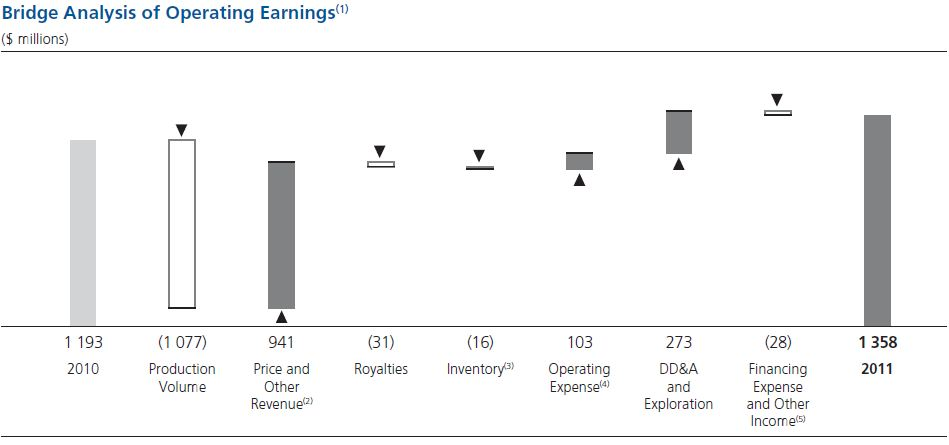 Bridge Analysis of Operating Earnings(1)
($ millions)
1 193 (1 077) 941 (31) (16) 103 273 (28) 1 358
2010 Production Price and Royalties Inventory(3) Operating DD&A Financing 2011
Volume Other Expense(4) and Expense
Revenue(2) Exploration and Other
Income(5)